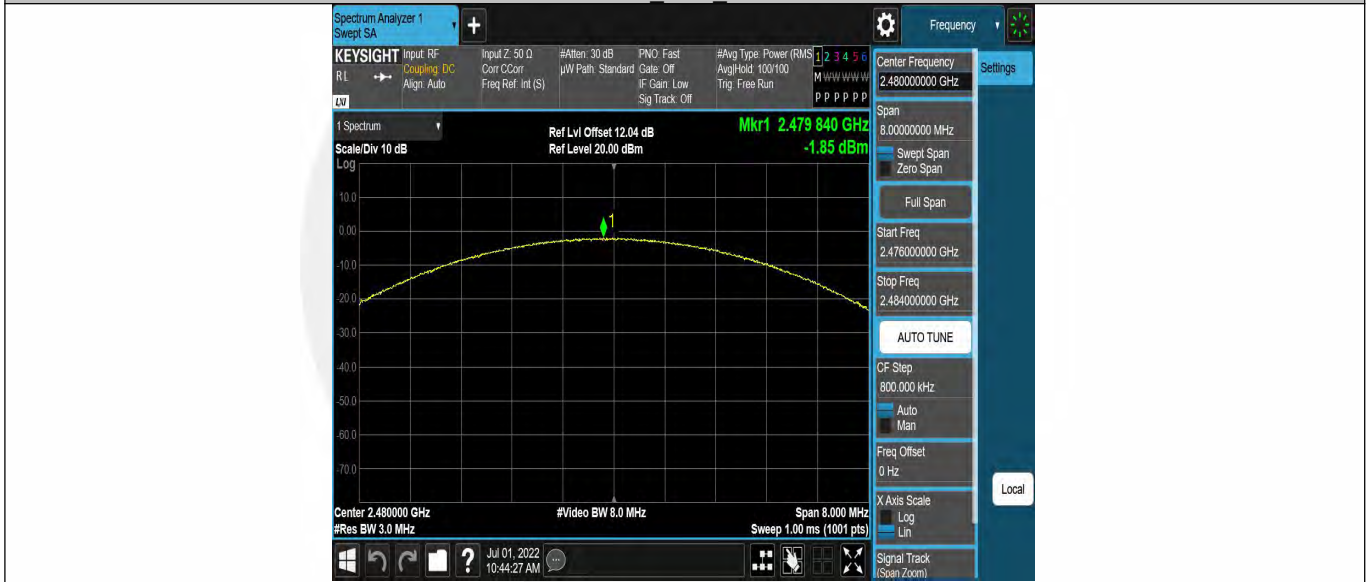 Spectrum Analyzer 1
Swept SA
+
Frequency
KEYSIGHT
RL
LXI
Input: RF
Coupling: DC
Align: Auto
Input Z: 50 Ω
Corr CCorr
Freq Ref: Int (S)
#Atten: 30 dB
µW Path: Standard
PNO: Fast
Gate: Off
IF Gain: Low
Sig Track: Off
#Avg Type: Power (RMS
Avg|Hold: 100/100
Trig: Free Run
1 2 3 4 5 6
M W W W W W
P P P P P P
1 Spectrum
Scale/Div 10 dB
Log
Ref Lvl Offset 12.04 dB
Ref Level 20.00 dBm
Mkr1 2.479 840 GHz
-1.85 dBm
10.0
0.00
-10.0
-20.0
-30.0
-40.0
-50.0
-60.0
-70.0
1
Center 2.480000 GHz
#Res BW 3.0 MHz
#Video BW 8.0 MHz
Span 8.000 MHz
Sweep 1.00 ms (1001 pts)
Center Frequency
2.480000000 GHz
Settings
Span
8.00000000 MHz
Swept Span
Zero Span
Full Span
Start Freq
2.476000000 GHz
Stop Freq
2.484000000 GHz
AUTO TUNE
CF Step
800.000 kHz
Auto
Man
Freq Offset
0 Hz
X Axis Scale
Log
Lin
Signal Track
(Span Zoom)
Local
?
Jul 01, 2022
10:44:27 AM